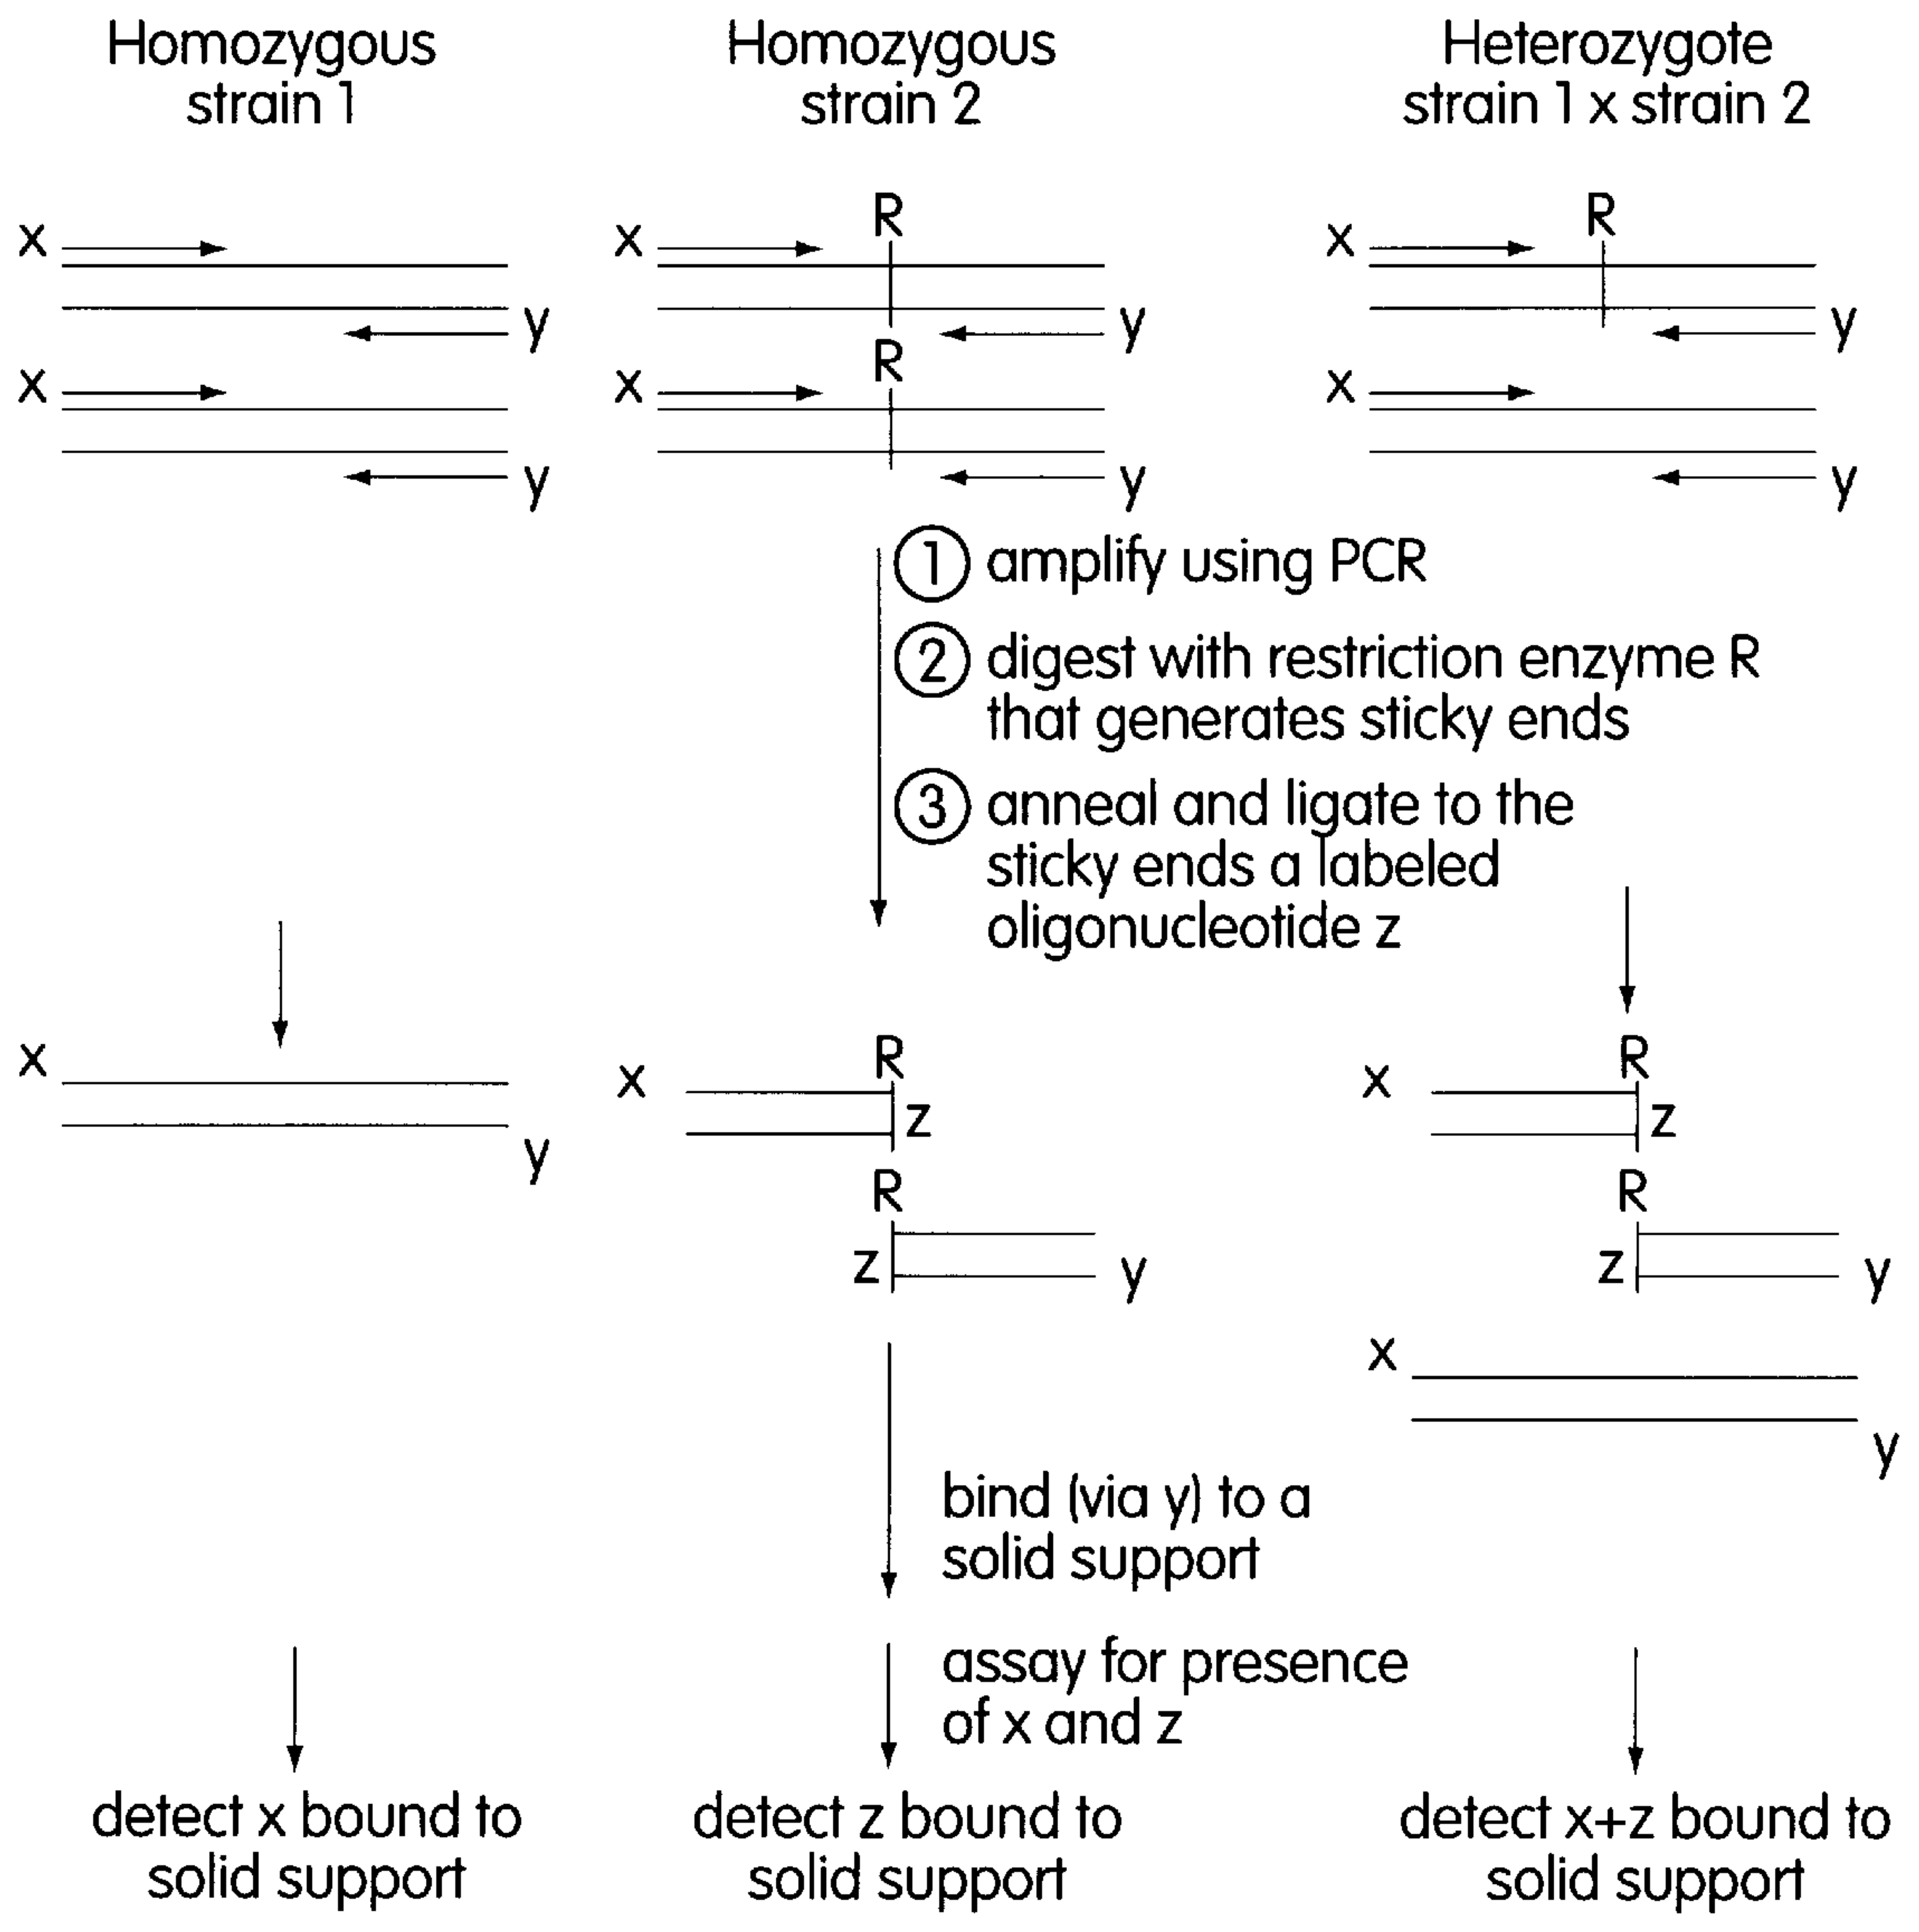 Homozygous
strain 1
Homozygous
strain 2
Heterozygote
strain 1 x strain 2
x
y
x
y
x
R
y
x
R
y
x
R
y
x
y
1 amplify using PCR
2 digest with restriction enzyme R
that generates sticky ends
3 anneal and ligate to the
sticky ends a labeled
oligonucleotide z
x
y
x
R
z
R
z
y
x
R
z
R
z
y
x
y
bind (via y) to a
solid support
assay for presence
of x and z
detect x bound to
solid support
detect z bound to
solid support
detect x+z bound to
solid support